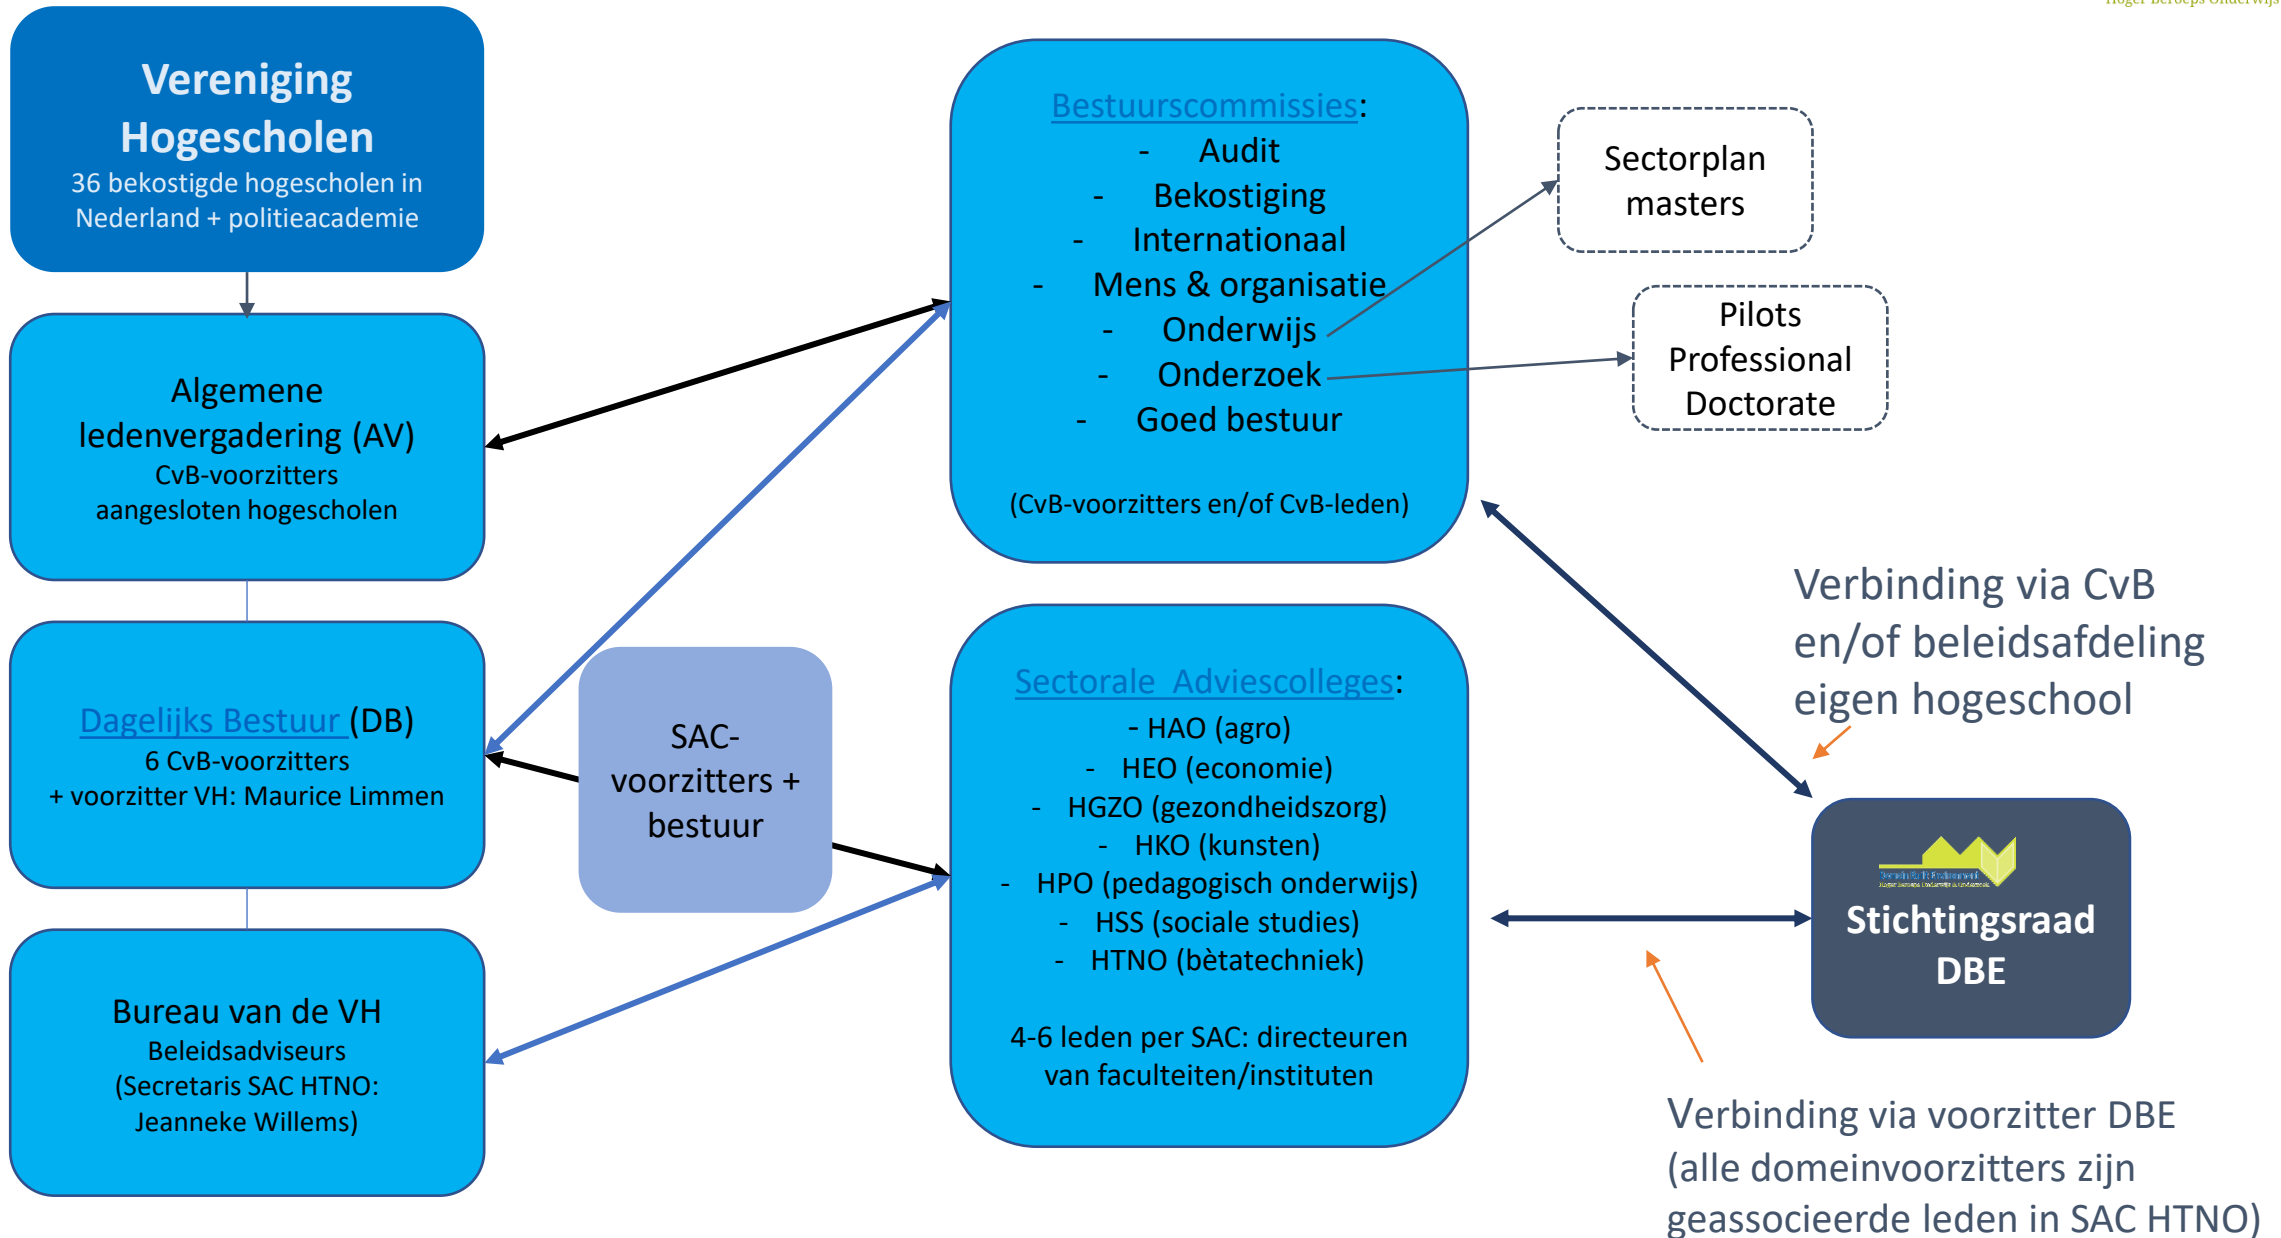 Hoger Beroeps Onderwijs
Vereniging
Hogescholen
36 bekostigde hogescholen in
Nederland + politieacademie
Algemene
ledenvergadering (AV)
CvB-voorzitters
aangesloten hogescholen
Dagelijks Bestuur (DB)
6 CvB-voorzitters
+ voorzitter VH: Maurice Limmen
Bureau van de VH
Beleidsadviseurs
(Secretaris SAC HTNO:
Jeanneke Willems)
SAC-
voorzitters +
bestuur
Bestuurscommissies:
- Audit
- Bekostiging
- Internationaal
- Mens & organisatie
- Onderwijs
- Onderzoek
- Goed bestuur
(CvB-voorzitters en/of CvB-leden)
Sectorale Adviescolleges:
- HAO (agro)
- HEO (economie)
- HGZO (gezondheidszorg)
- HKO (kunsten)
- HPO (pedagogisch onderwijs)
- HSS (sociale studies)
- HTNO (bètatechniek)
4-6 leden per SAC: directeuren
van faculteiten/instituten
Sectorplan
masters
Pilots
Professional
Doctorate
Verbinding via CvB
en/of beleidsafdeling
eigen hogeschool
Stichtingsraad
DBE
Verbinding via voorzitter DBE
(alle domeinvoorzitters zijn
geassocieerde leden in SAC HTNO)